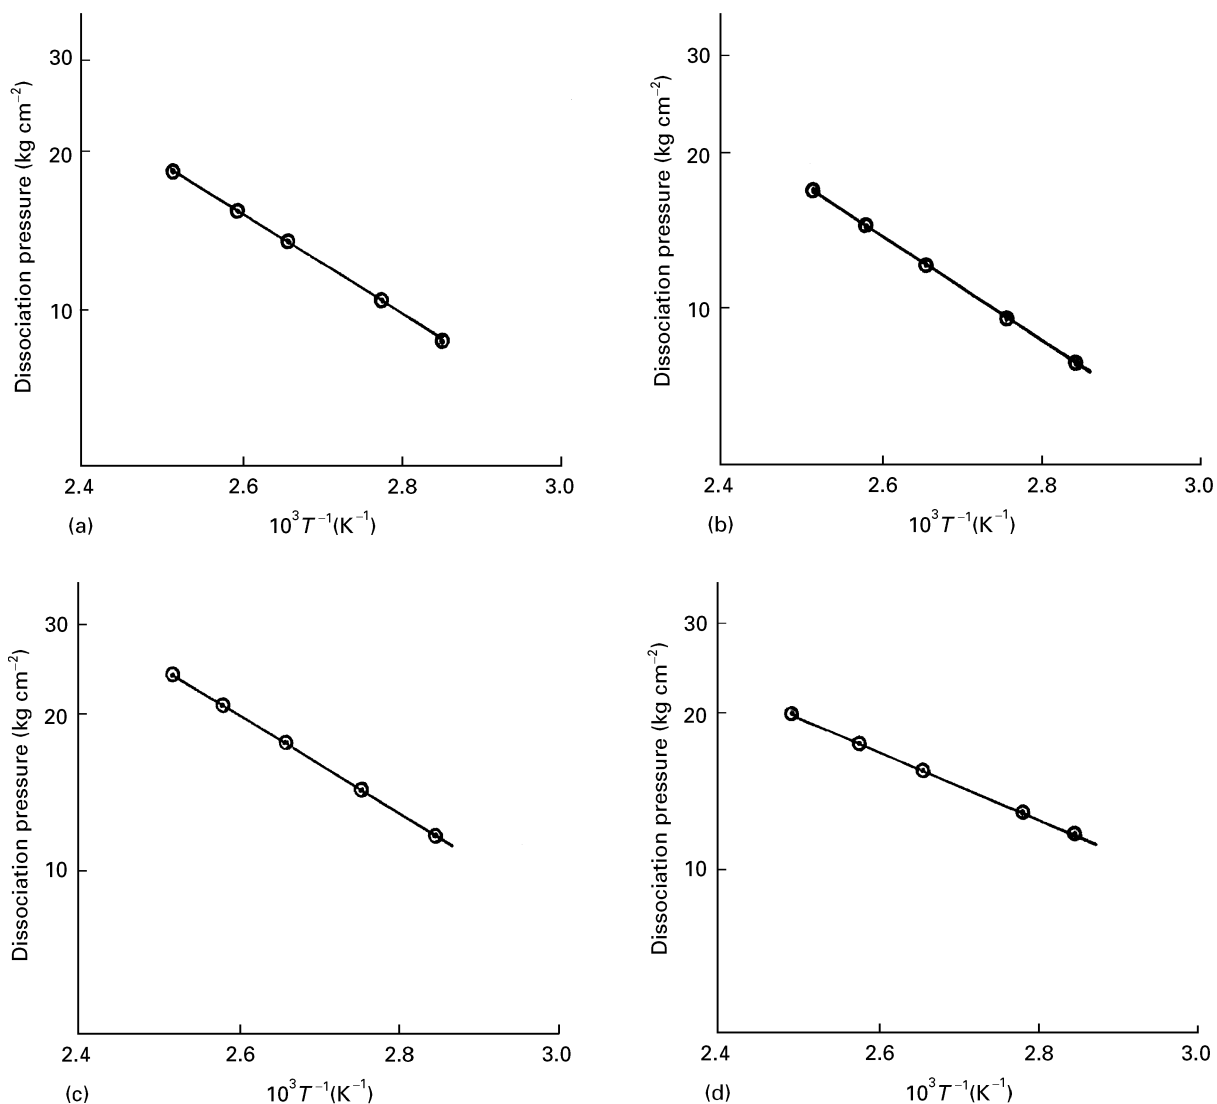 30
20
10
Dissociation pressure (kg cm⁻²)
2.4 2.6 2.8 3.0
(a) 10³T⁻¹(K⁻¹)
30
20
10
Dissociation pressure (kg cm⁻²)
2.4 2.6 2.8 3.0
(b) 10³T⁻¹(K⁻¹)
30
20
10
Dissociation pressure (kg cm⁻²)
2.4 2.6 2.8 3.0
(c) 10³T⁻¹(K⁻¹)
30
20
10
Dissociation pressure (kg cm⁻²)
2.4 2.6 2.8 3.0
(d) 10³T⁻¹(K⁻¹)